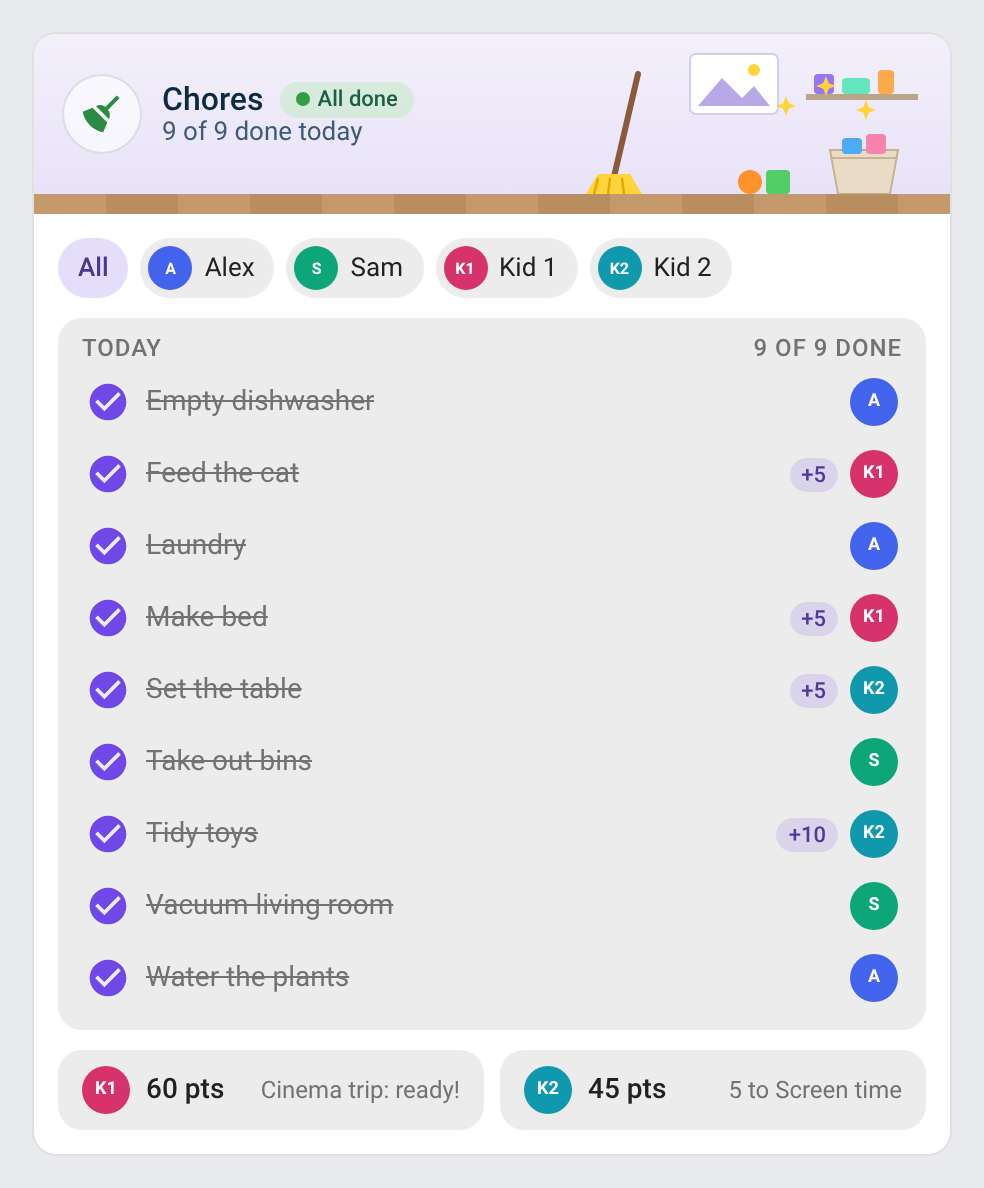 Chores All done
9 of 9 done today
All A Alex S Sam K1 Kid 1 K2 Kid 2
TODAY 9 OF 9 DONE
Empty dishwasher A
Feed the cat +5 K1
Laundry A
Make bed +5 K1
Set the table +5 K2
Take out bins S
Tidy toys +10 K2
Vacuum living room S
Water the plants A
K1 60 pts Cinema trip: ready! K2 45 pts 5 to Screen time